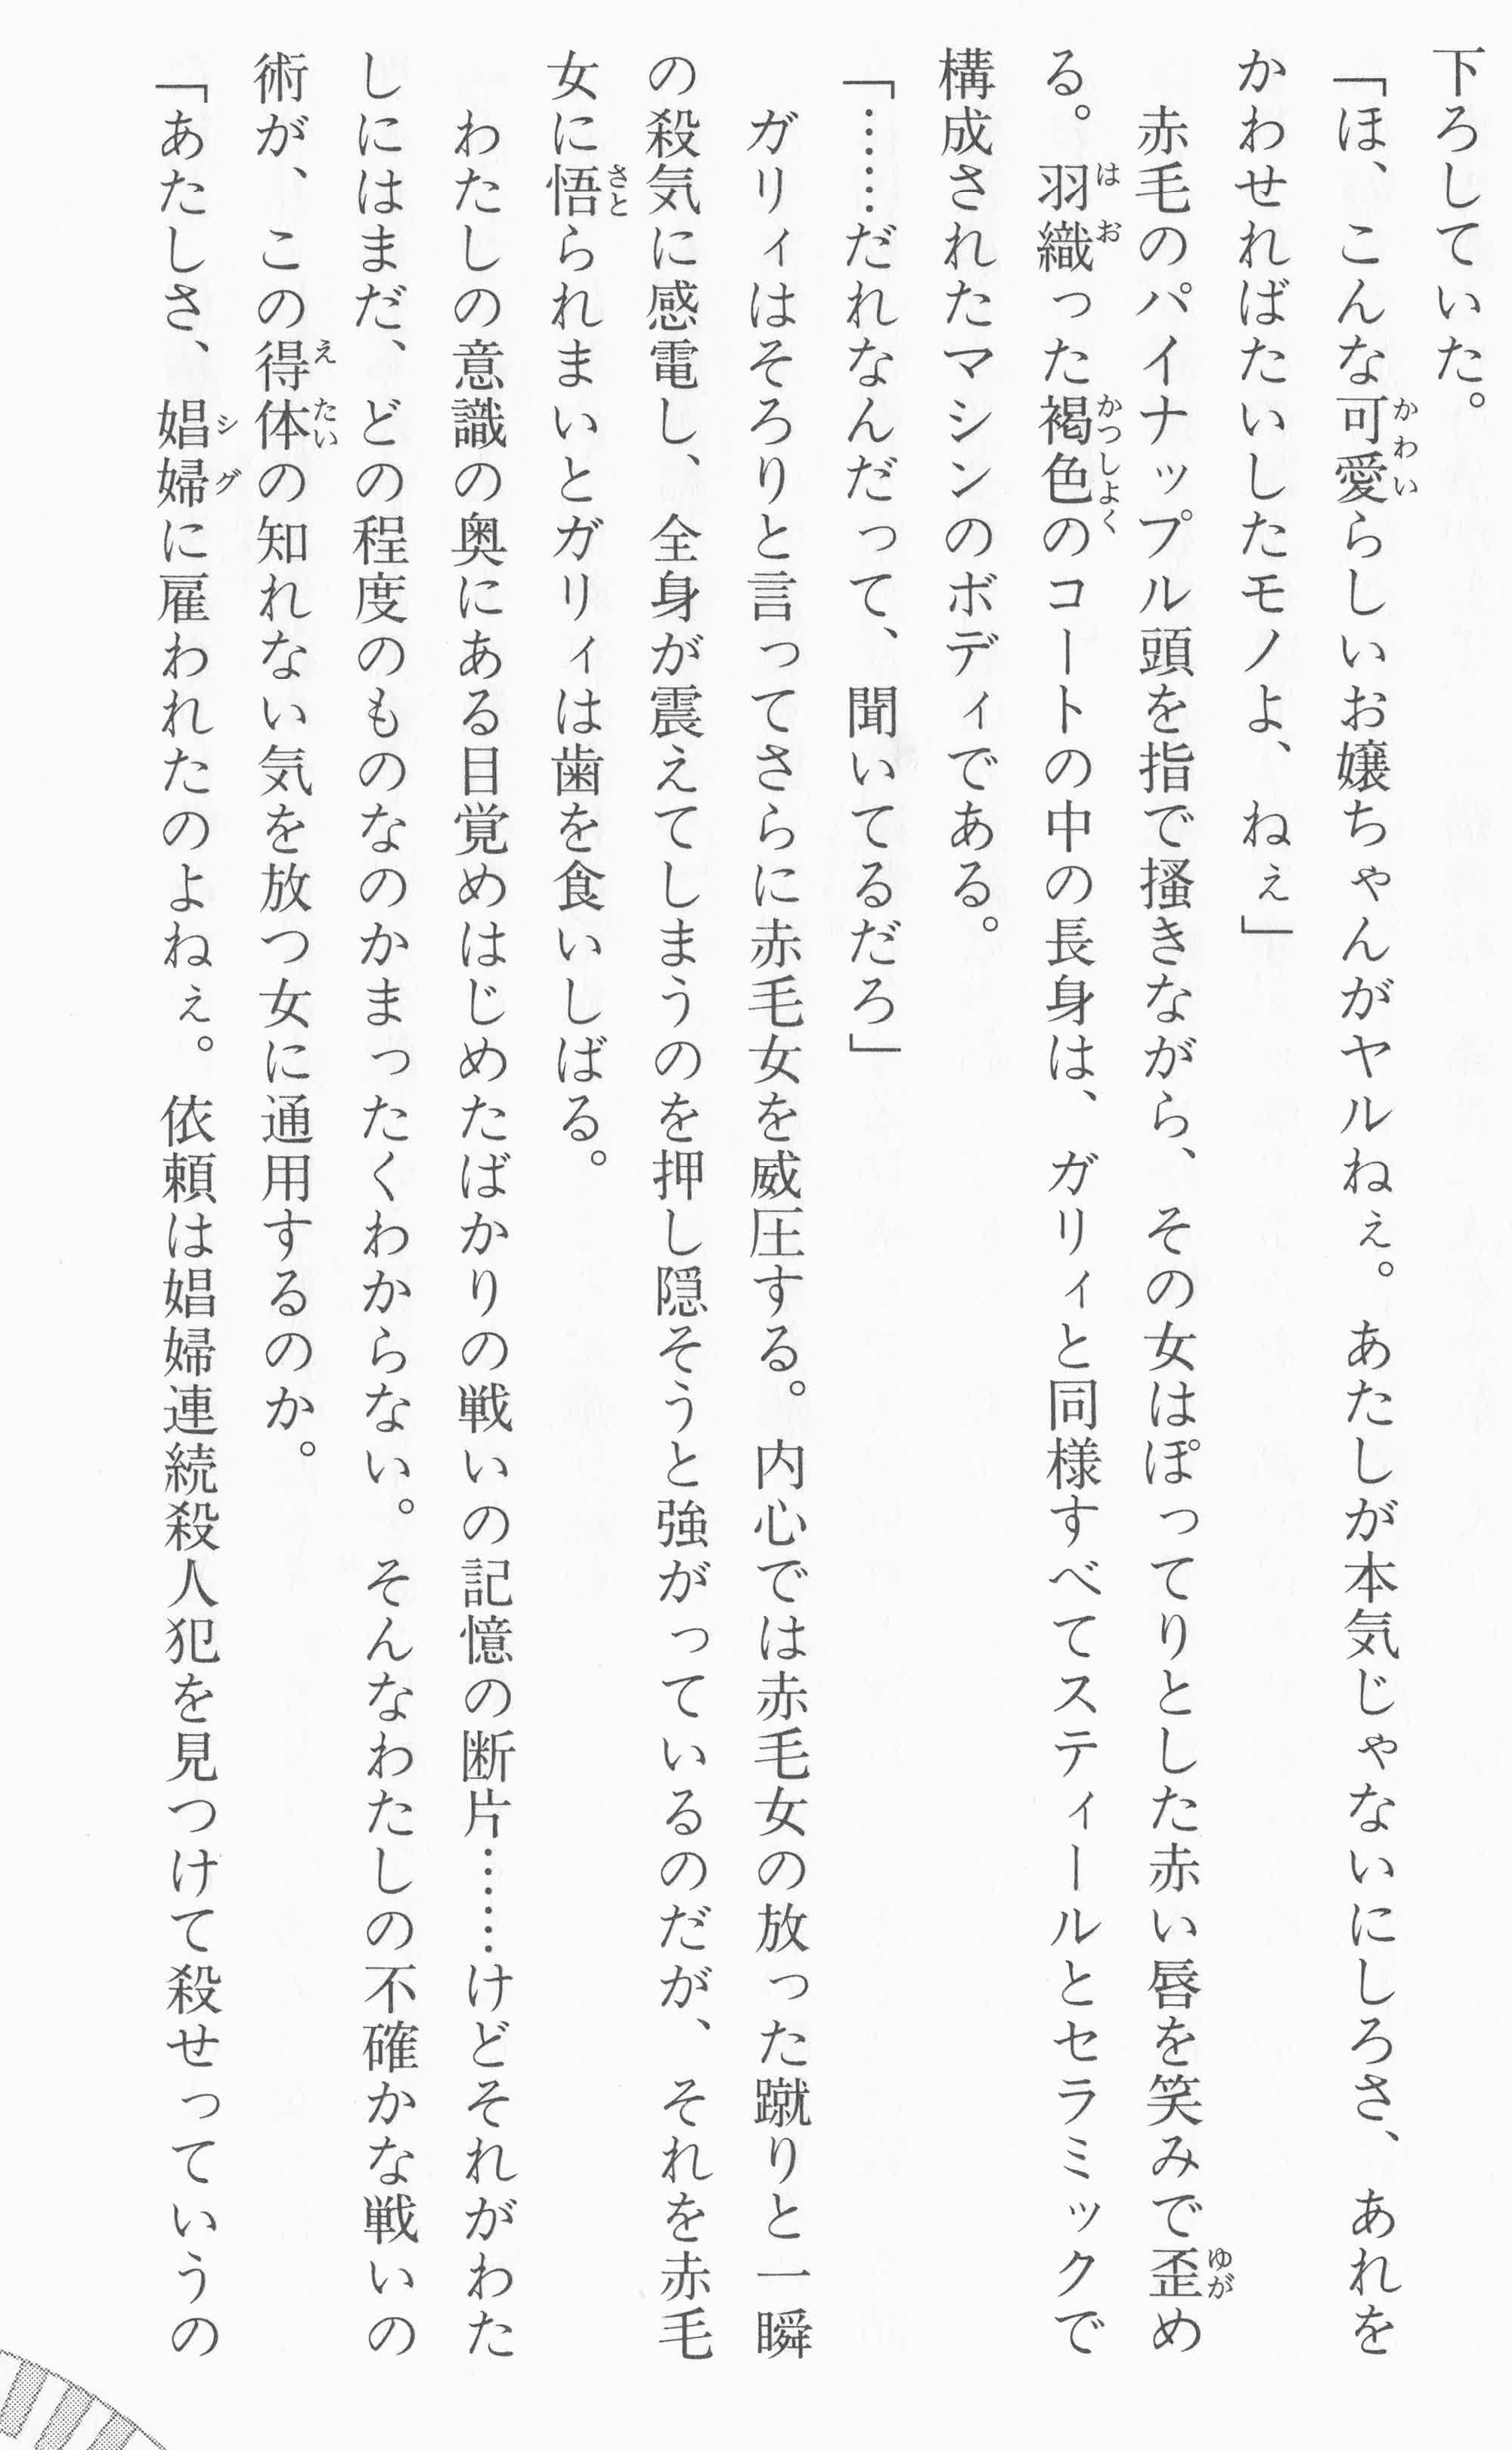 下ろしていた。
「ほ、こんな可愛らしいお嬢ちゃんがヤルねぇ。あたしが本気じゃないにしろさ、あれを
かわせればたいしたモノよ、ねぇ」
　赤毛のパイナップル頭を指で掻きながら、その女はぽってりとした赤い唇を笑みで歪め
る。羽織った褐色のコートの中の長身は、ガリィと同様すべてスティールとセラミックで
構成されたマシンのボディである。
「……だれなんだって、聞いてるだろ」
　ガリィはそろりと言ってさらに赤毛女を威圧する。内心では赤毛女の放った蹴りと一瞬
の殺気に感電し、全身が震えてしまうのを押し隠そうと強がっているのだが、それを赤毛
女に悟られまいとガリィは歯を食いしばる。
　わたしの意識の奥にある目覚めはじめたばかりの戦いの記憶の断片……けどそれがわた
しにはまだ、どの程度のものなのかまったくわからない。そんなわたしの不確かな戦いの
術が、この得体の知れない気を放つ女に通用するのか。
「あたしさ、娼婦に雇われたのよねぇ。依頼は娼婦連続殺人犯を見つけて殺せっていうの